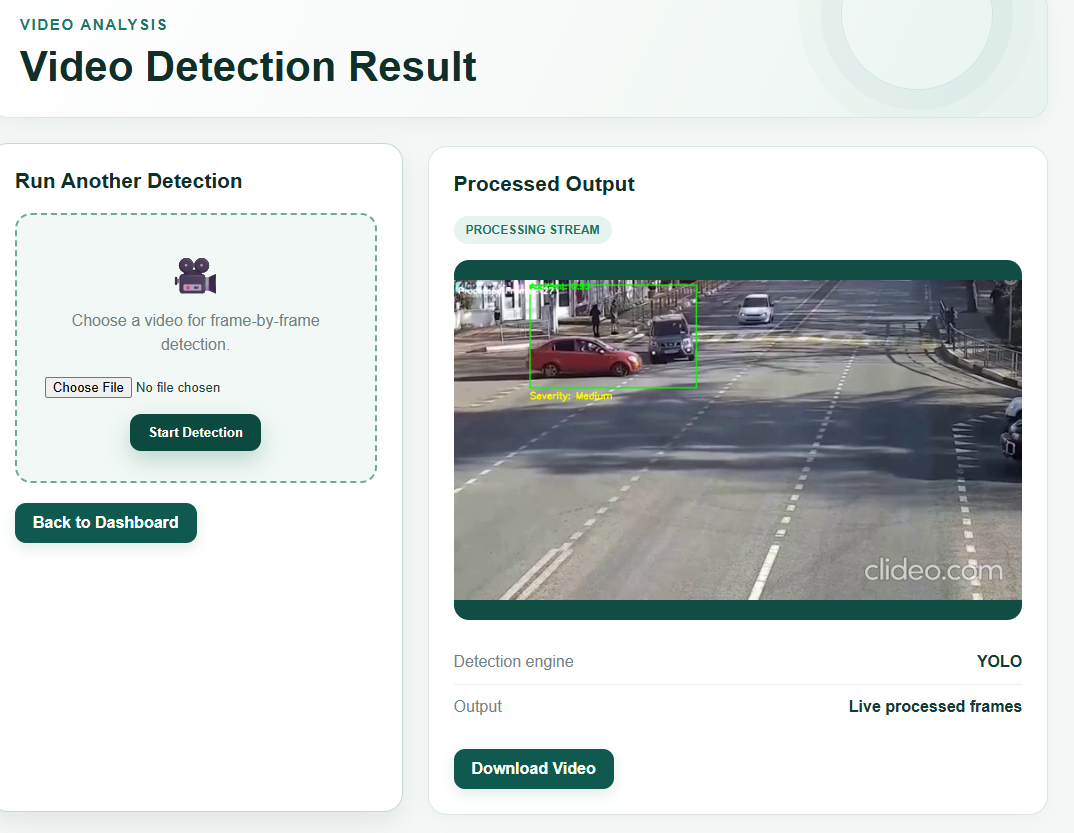 VIDEO ANALYSIS
Video Detection Result
Run Another Detection
Choose a video for frame-by-frame
detection.
Choose File No file chosen
Start Detection
Back to Dashboard
Processed Output
PROCESSING STREAM
Severity: Medium
clideo.com
Detection engine YOLO
Output Live processed frames
Download Video